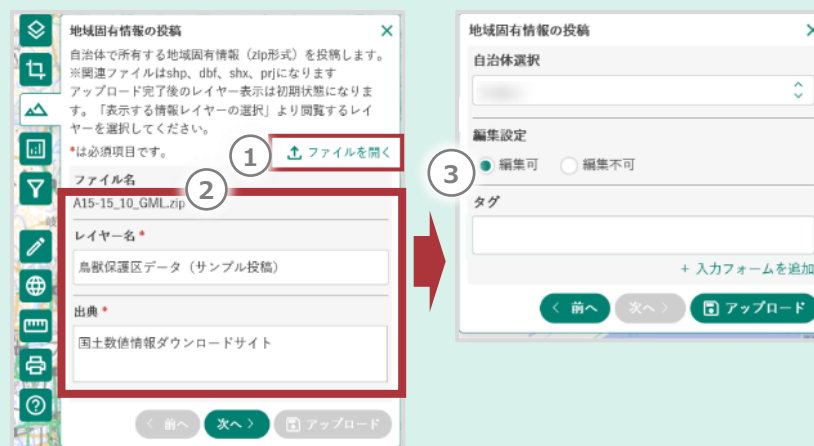 地域固有情報の投稿
自治体で所有する地域固有情報（zip形式）を投稿します。
※関連ファイルはshp、dbf、shx、prjになります
アップロード完了後のレイヤー表示は初期状態になりま
す。「表示する情報レイヤーの選択」より閲覧するレイ
ヤーを選択してください。
*は必須項目です。
① ファイルを開く
ファイル名
②
A15-15_10_GML.zip
レイヤー名*
鳥獣保護区データ（サンプル投稿）
出典*
国土数値情報ダウンロードサイト
< 前へ 次へ > アップロード
地域固有情報の投稿
自治体選択
編集設定
③ 編集可 編集不可
タグ
+ 入力フォームを追加
< 前へ 次へ > アップロード